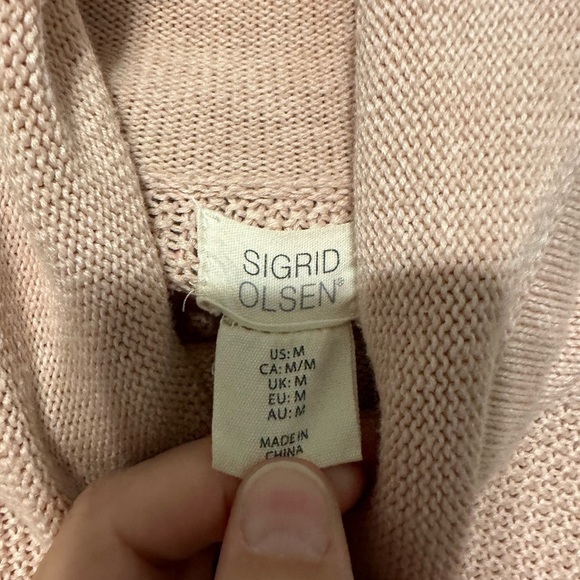 SIGRID
OLSEN®
US: M
CA: M/M
UK: M
EU: M
AU: M
MADE IN
CHINA